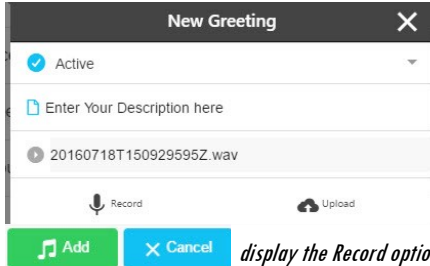 New Greeting
Active
Enter Your Description here
20160718T150929595Z.wav
Record Upload
Add Cancel display the Record optio